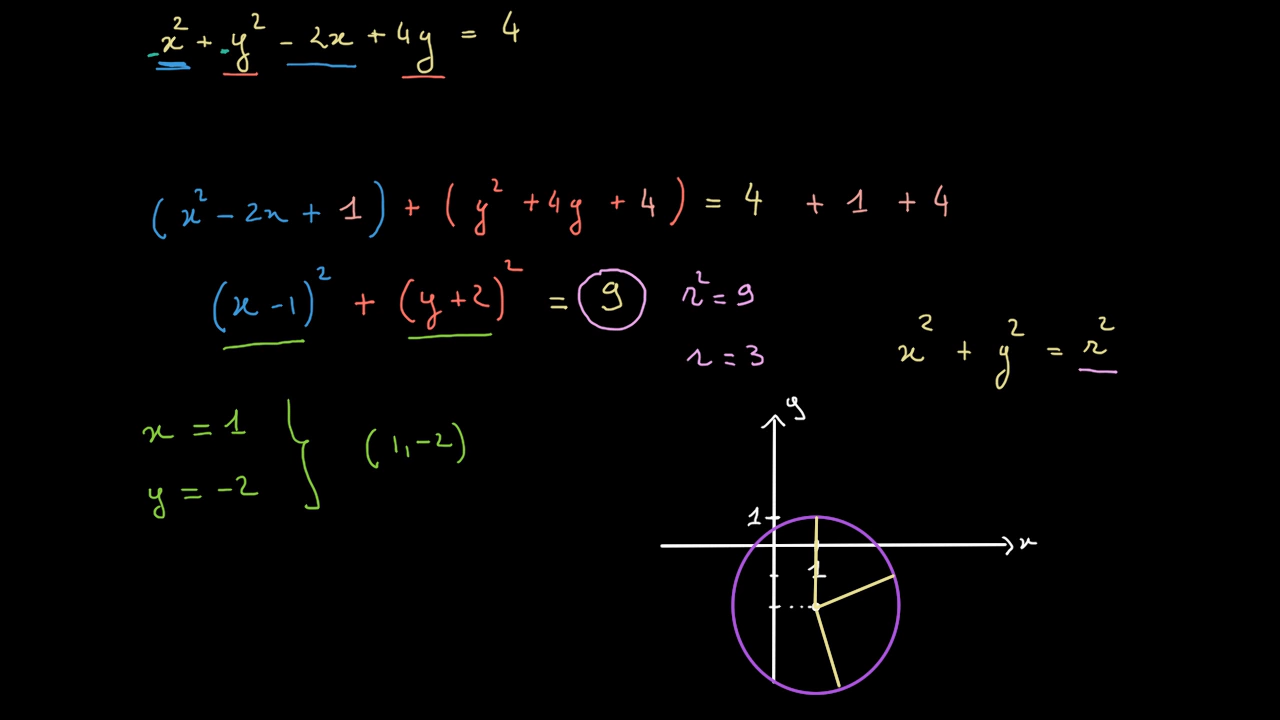 x² + y² - 2x + 4y = 4
(x² - 2x + 1) + (y² + 4y + 4) = 4 + 1 + 4
(x - 1)² + (y + 2)² = 9
r² = 9
r = 3
x² + y² = r²
x = 1
y = -2
(1, -2)
y
1
x
1